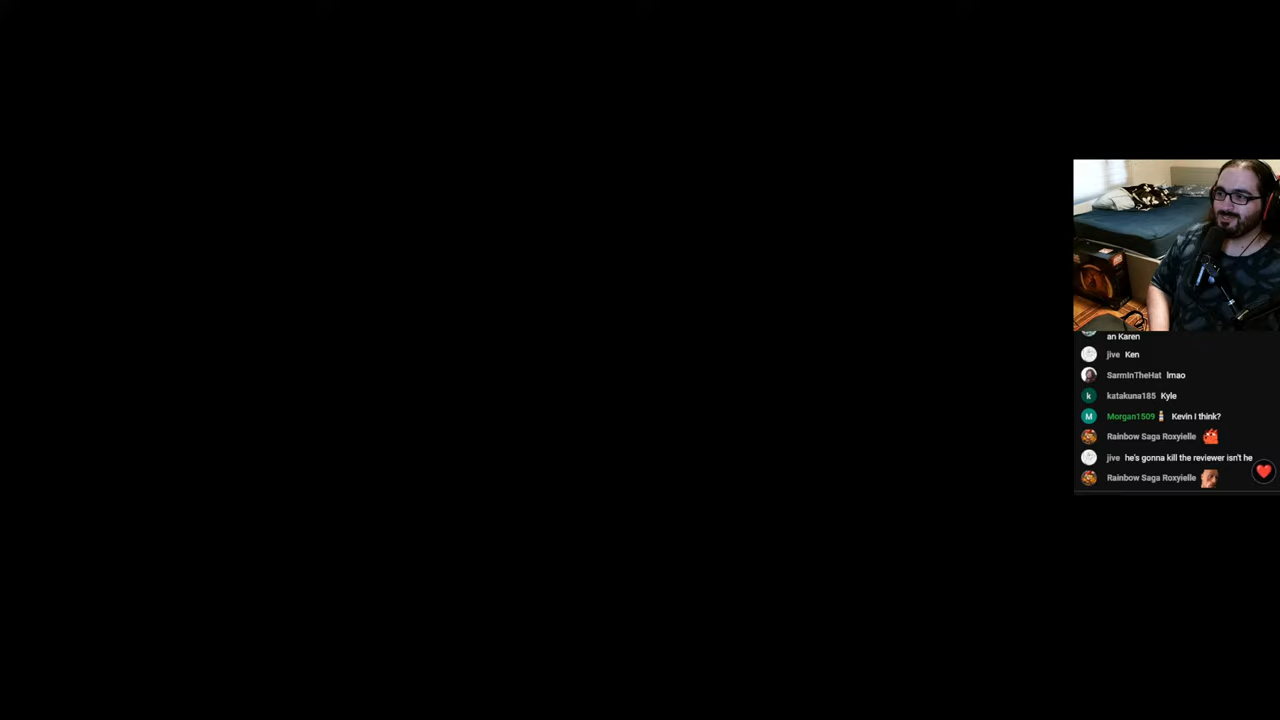 an Karen
jive Ken
SarmInTheHat lmao
katakuna185 Kyle
Morgan1509 Kevin I think?
Rainbow Saga Roxyielle
jive he's gonna kill the reviewer isn't he
Rainbow Saga Roxyielle